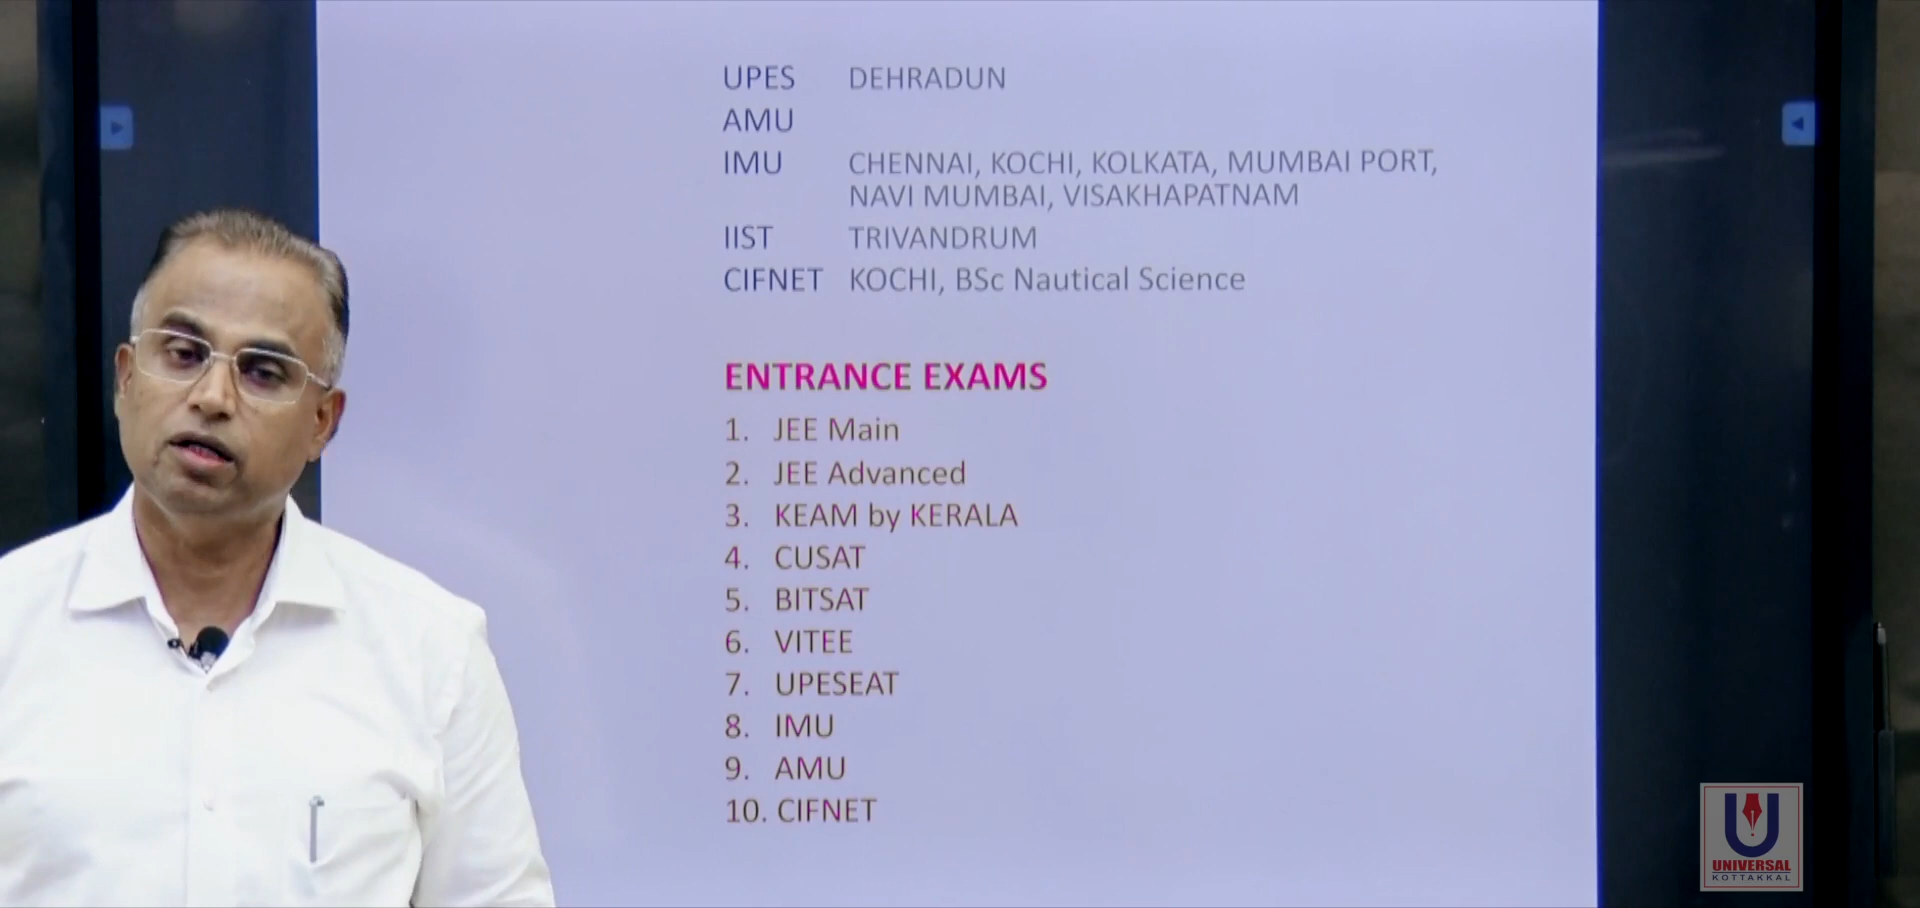 UPES DEHRADUN
AMU
IMU CHENNAI, KOCHI, KOLKATA, MUMBAI PORT,
NAVI MUMBAI, VISAKHAPATNAM
IIST TRIVANDRUM
CIFNET KOCHI, BSc Nautical Science
ENTRANCE EXAMS
1. JEE Main
2. JEE Advanced
3. KEAM by KERALA
4. CUSAT
5. BITSAT
6. VITEE
7. UPESEAT
8. IMU
9. AMU
10. CIFNET
U
UNIVERSAL
KOTTAKKAL